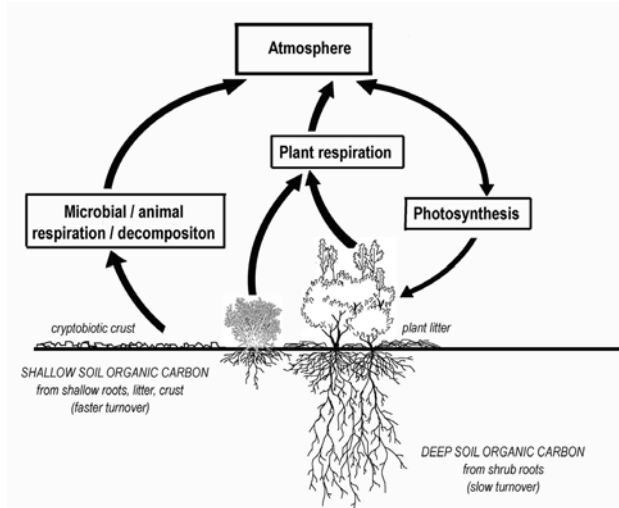 Atmosphere
Plant respiration
Microbial / animal
respiration / decompositon
Photosynthesis
cryptobiotic crust
plant litter
SHALLOW SOIL ORGANIC CARBON
from shallow roots, litter, crust
(faster turnover)
DEEP SOIL ORGANIC CARBON
from shrub roots
(slow turnover)